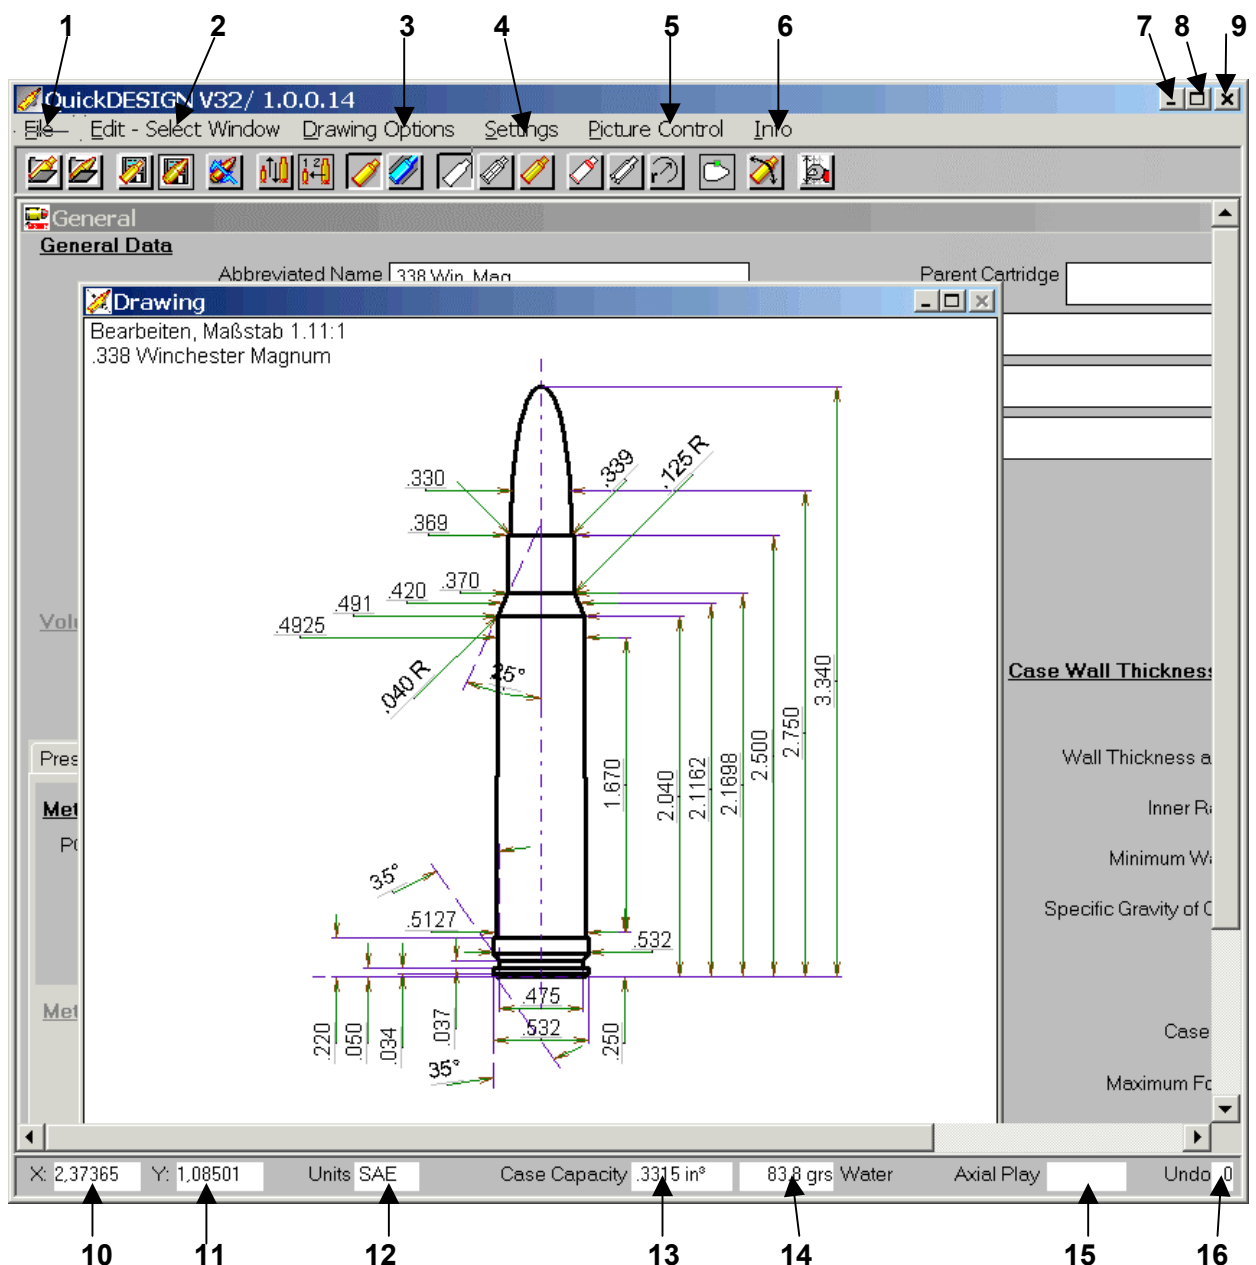 1 2 3 4 5 6 7 8 9
QuickDESIGN V32/ 1.0.0.14
File Edit - Select Window Drawing Options Settings Picture Control Info
General
General Data
Abbreviated Name 338 Win. Mag. Parent Cartridge
Drawing
Bearbeiten, Maßstab 1.11:1
.338 Winchester Magnum
.330
.339
.125 R
.369
.370
.420
.491
.4925
.040 R
25°
3.340
2.750
2.500
2.1698
2.1162
2.040
1.670
35°
.5127
.532
.475
.532
.220
.050
.034
.037
.250
35°
Case Wall Thickness
Wall Thickness
Inner
Minimum
Specific Gravity of
Case
Maximum
X: 2,37365 Y: 1,08501 Units SAE Case Capacity .3315 in³ 83,8 grs Water Axial Play Undo 0
10 11 12 13 14 15 16